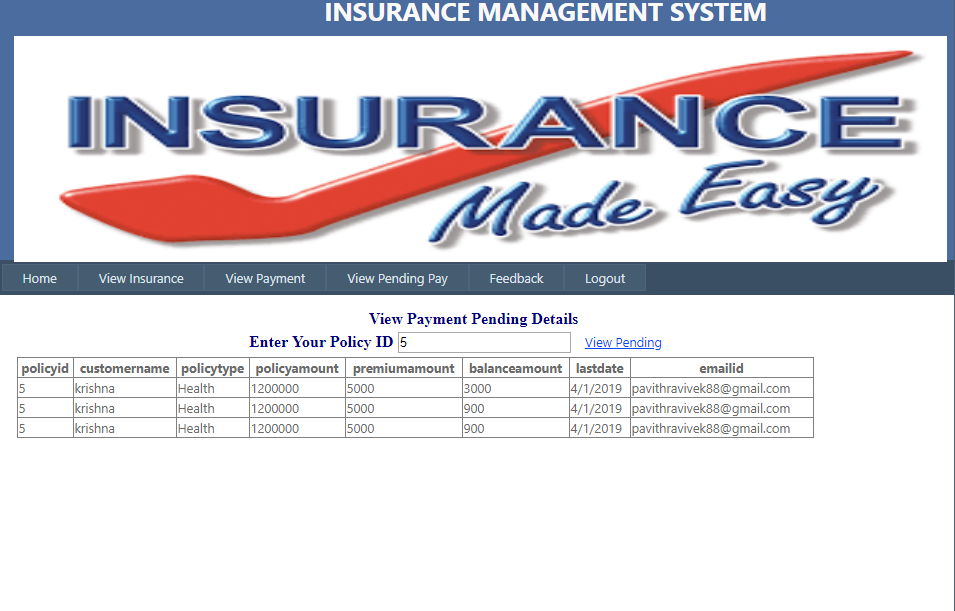 INSURANCE MANAGEMENT SYSTEM
INSURANCE
Made Easy
Home View Insurance View Payment View Pending Pay Feedback Logout
View Payment Pending Details
Enter Your Policy ID 5 View Pending
policyid customername policytype policyamount premiumamount balanceamount lastdate emailid
5 krishna Health 1200000 5000 3000 4/1/2019 pavithravivek88@gmail.com
5 krishna Health 1200000 5000 900 4/1/2019 pavithravivek88@gmail.com
5 krishna Health 1200000 5000 900 4/1/2019 pavithravivek88@gmail.com